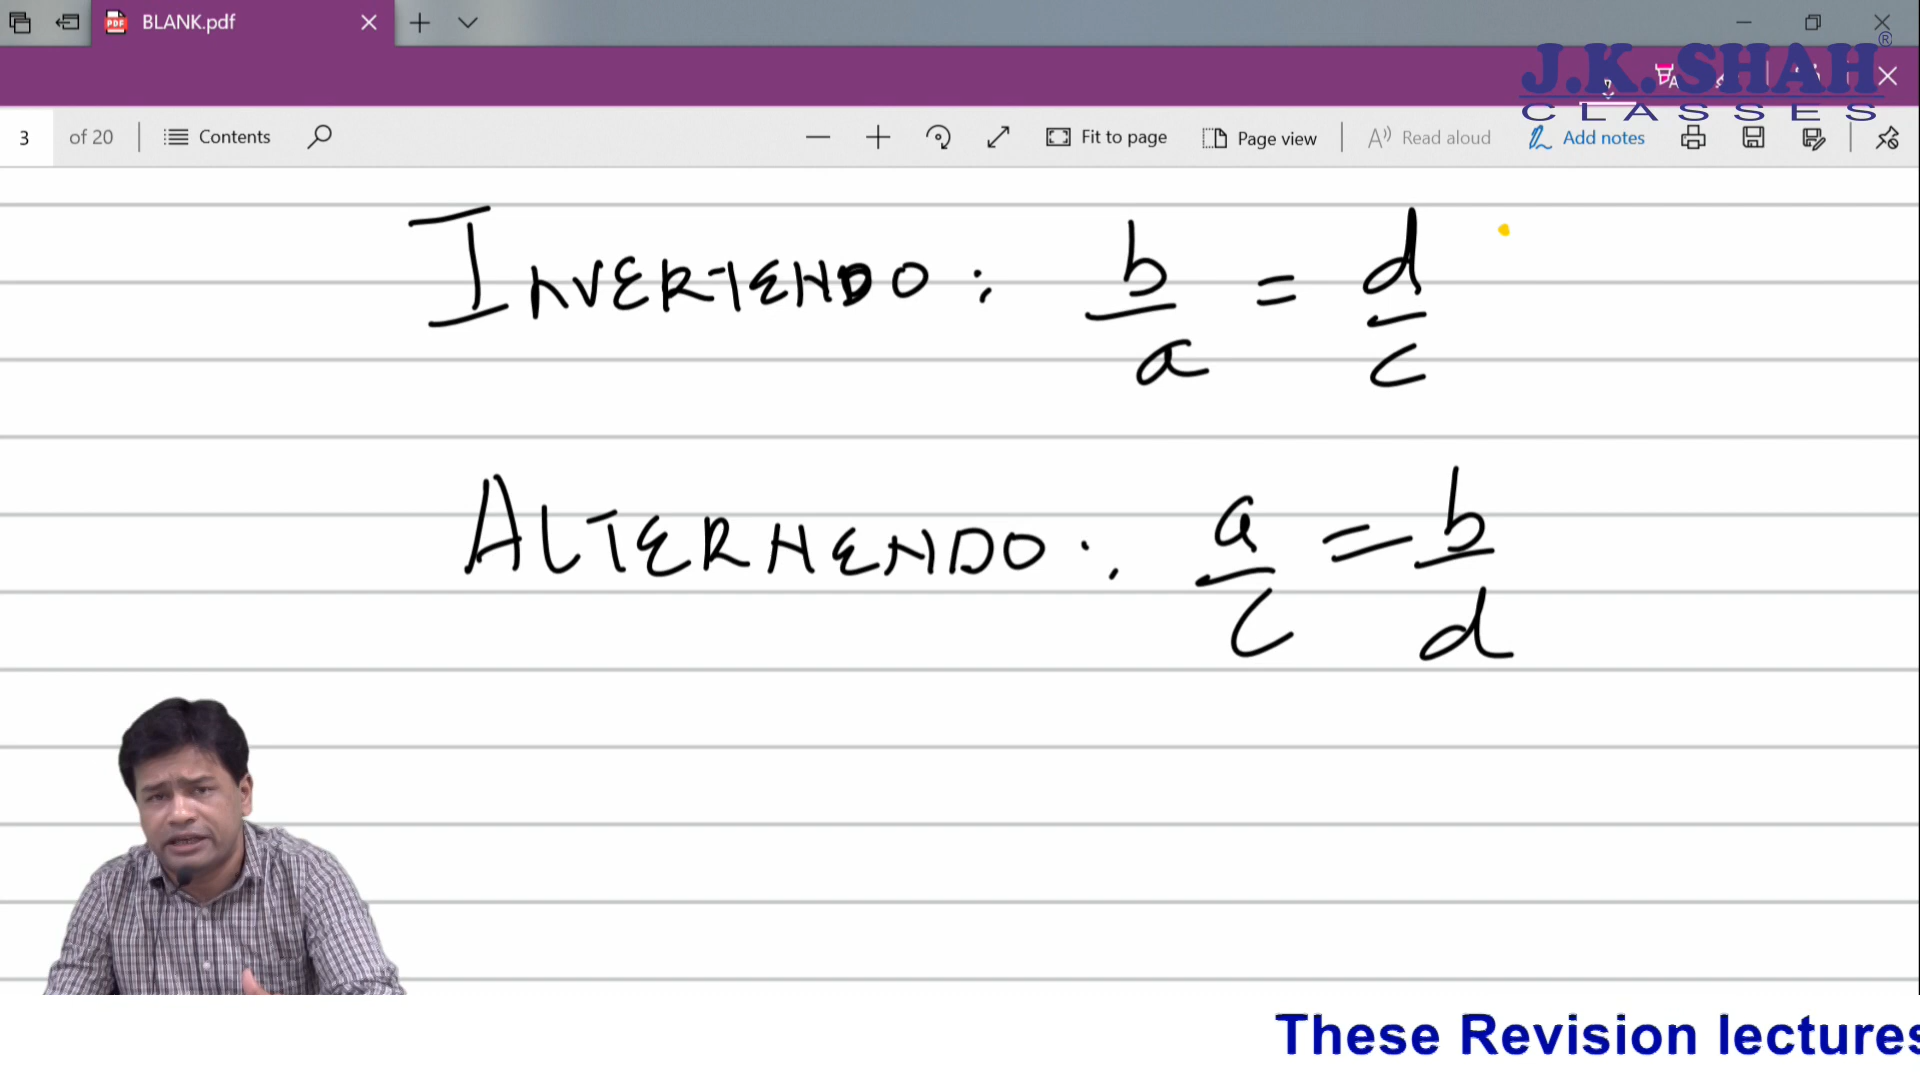 BLANK.pdf
J.K.SHAH®
CLASSES
3 of 20 Contents Fit to page Page view Read aloud Add notes
INVERTENDO: b/a = d/c
ALTERNENDO: a/c = b/d
These Revision lectures